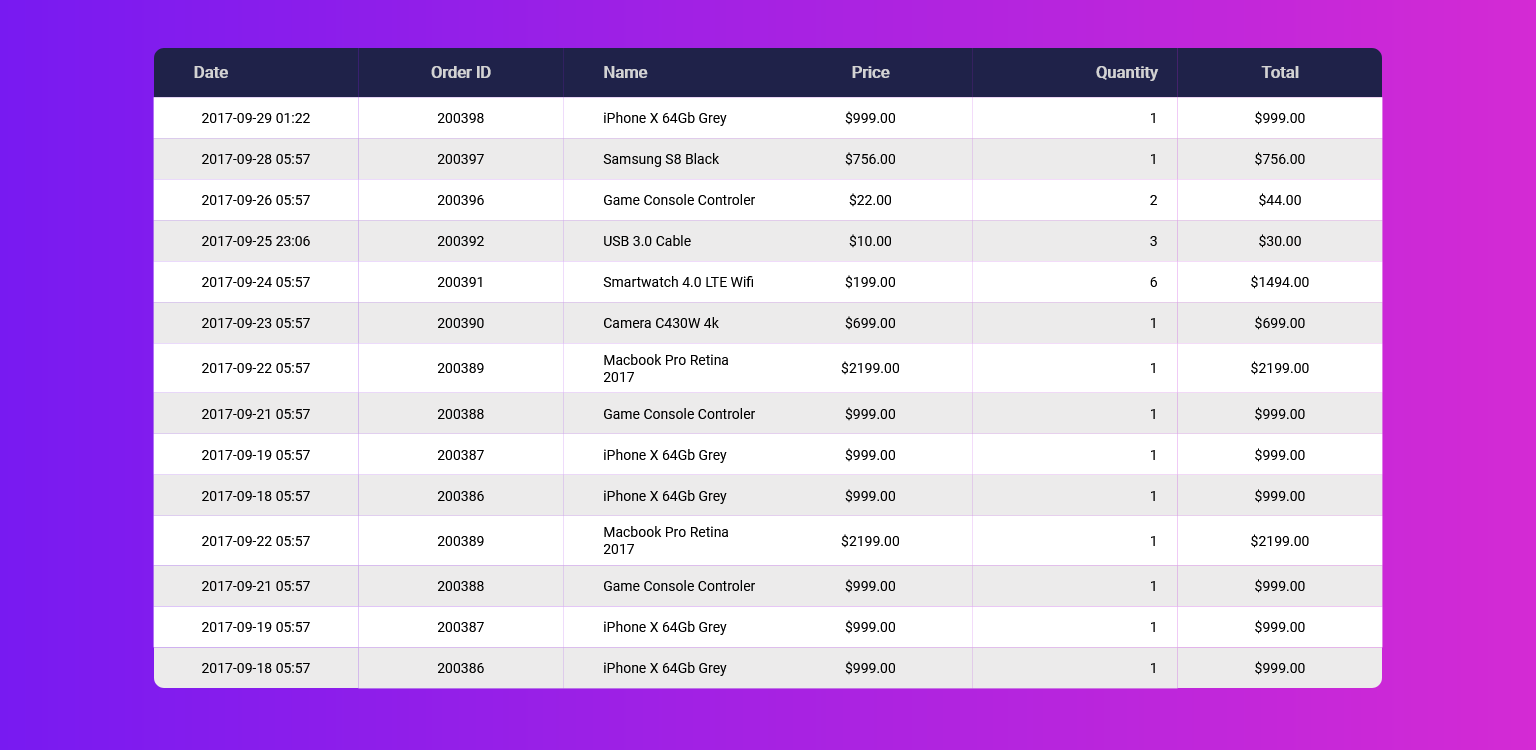 Date Order ID Name Price Quantity Total
2017-09-29 01:22 200398 iPhone X 64Gb Grey $999.00 1 $999.00
2017-09-28 05:57 200397 Samsung S8 Black $756.00 1 $756.00
2017-09-26 05:57 200396 Game Console Controler $22.00 2 $44.00
2017-09-25 23:06 200392 USB 3.0 Cable $10.00 3 $30.00
2017-09-24 05:57 200391 Smartwatch 4.0 LTE Wifi $199.00 6 $1494.00
2017-09-23 05:57 200390 Camera C430W 4k $699.00 1 $699.00
2017-09-22 05:57 200389 Macbook Pro Retina
2017 $2199.00 1 $2199.00
2017-09-21 05:57 200388 Game Console Controler $999.00 1 $999.00
2017-09-19 05:57 200387 iPhone X 64Gb Grey $999.00 1 $999.00
2017-09-18 05:57 200386 iPhone X 64Gb Grey $999.00 1 $999.00
2017-09-22 05:57 200389 Macbook Pro Retina
2017 $2199.00 1 $2199.00
2017-09-21 05:57 200388 Game Console Controler $999.00 1 $999.00
2017-09-19 05:57 200387 iPhone X 64Gb Grey $999.00 1 $999.00
2017-09-18 05:57 200386 iPhone X 64Gb Grey $999.00 1 $999.00